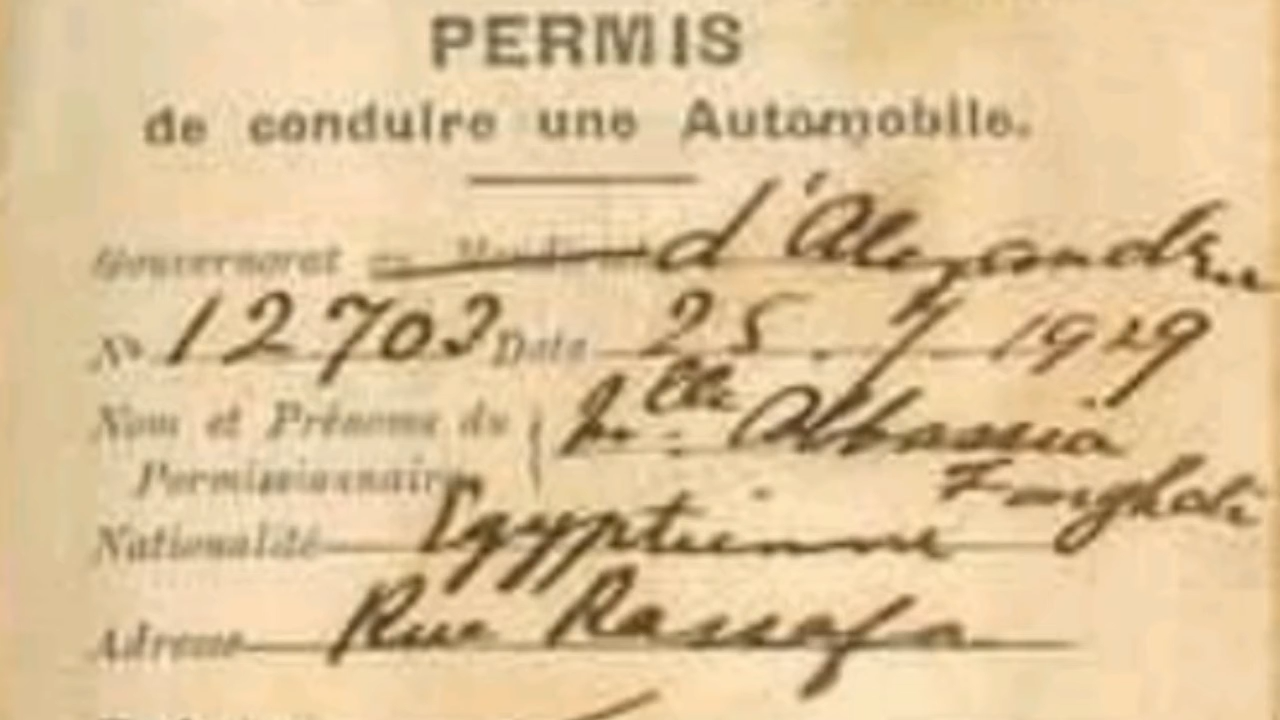 PERMIS
de conduire une Automobile.
Gouvernorat d'Alexandrie
No 12703 Date 25.7.1929
Nom et Prénoms du Permissionnaire { Mlle Abbassia Farghali
Nationalité Egyptienne
Adresse Rue Rassafa